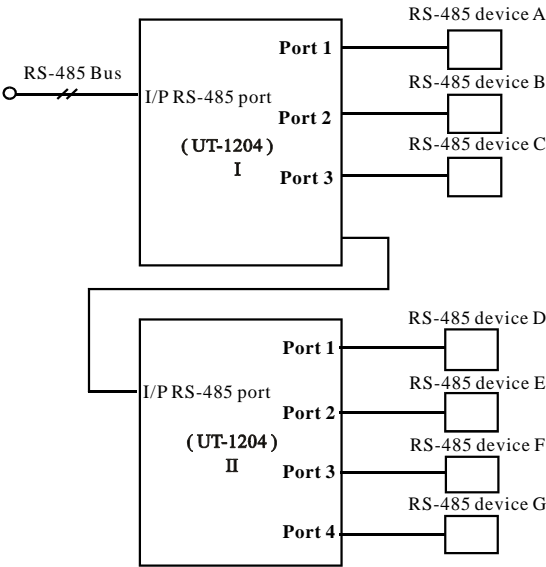 RS-485 device A
Port 1
RS-485 Bus
RS-485 device B
I/P RS-485 port
Port 2
( UT-1204 )
I
RS-485 device C
Port 3
RS-485 device D
Port 1
RS-485 device E
I/P RS-485 port
Port 2
( UT-1204 )
II
RS-485 device F
Port 3
RS-485 device G
Port 4